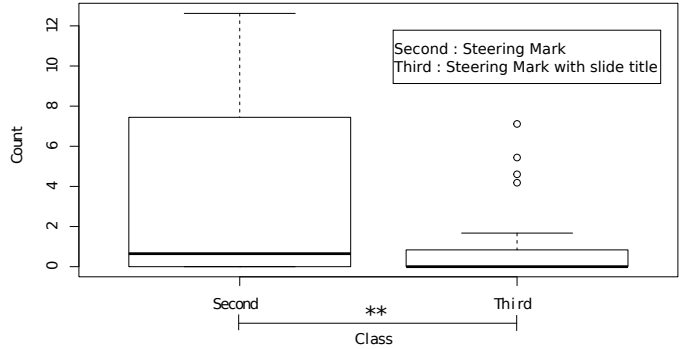 12
10
8
6
4
2
0
Count
Second : Steering Mark
Third : Steering Mark with slide title
Second
Third
**
Class